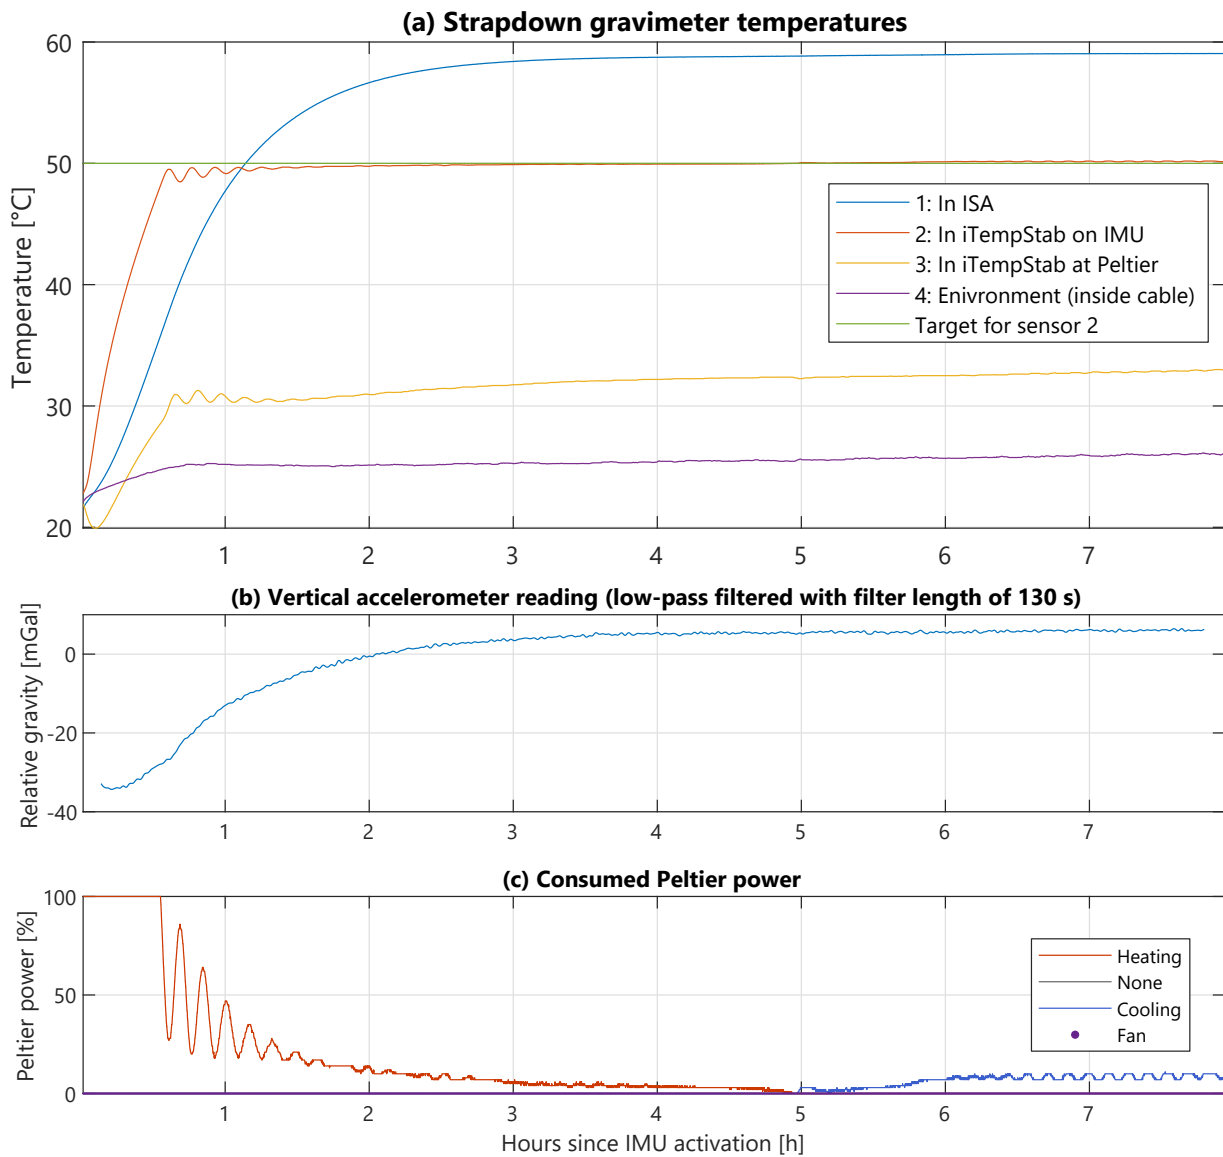 (a) Strapdown gravimeter temperatures
Temperature [°C]
60
50
40
30
20
1: In ISA
2: In iTempStab on IMU
3: In iTempStab at Peltier
4: Enivronment (inside cable)
Target for sensor 2
1 2 3 4 5 6 7
(b) Vertical accelerometer reading (low-pass filtered with filter length of 130 s)
Relative gravity [mGal]
0
-20
-40
1 2 3 4 5 6 7
(c) Consumed Peltier power
Peltier power [%]
100
50
0
Heating
None
Cooling
Fan
1 2 3 4 5 6 7
Hours since IMU activation [h]